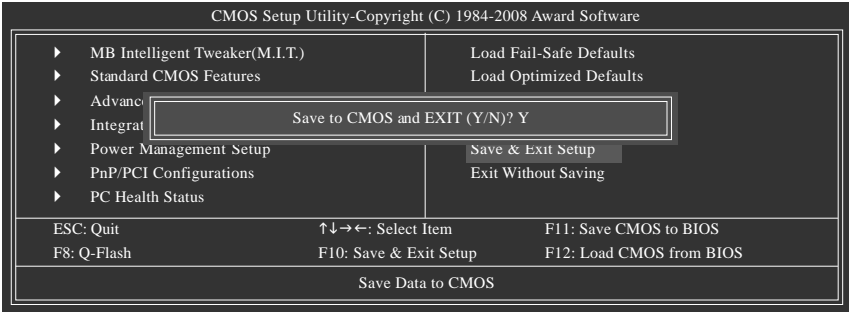 CMOS Setup Utility-Copyright (C) 1984-2008 Award Software
MB Intelligent Tweaker(M.I.T.)
Standard CMOS Features
Power Management Setup
PnP/PCI Configurations
PC Health Status
Load Fail-Safe Defaults
Load Optimized Defaults
Save & Exit Setup
Exit Without Saving
Save to CMOS and EXIT (Y/N)? Y
ESC: Quit ↑↓→←: Select Item F11: Save CMOS to BIOS
F8: Q-Flash F10: Save & Exit Setup F12: Load CMOS from BIOS
Save Data to CMOS